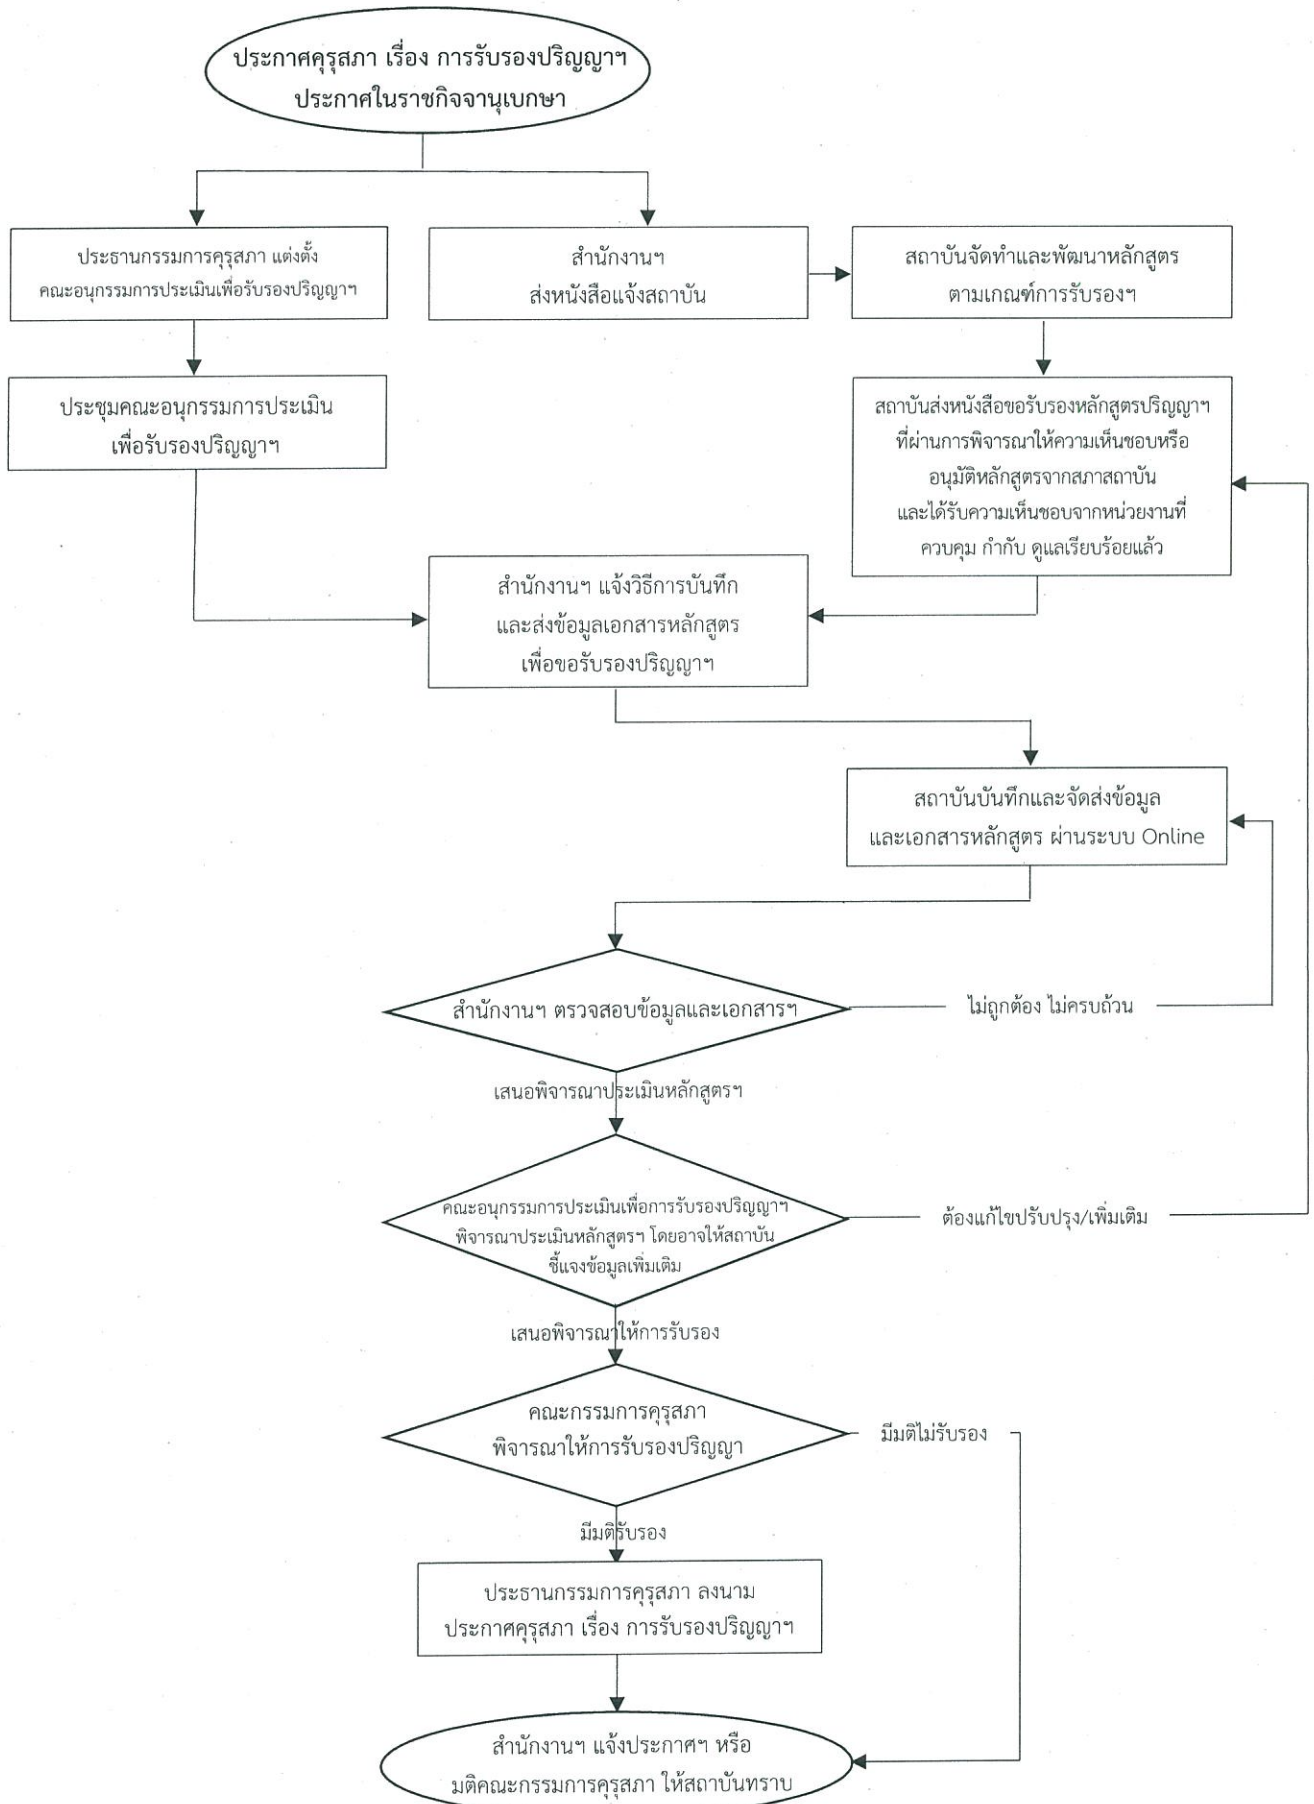 ประกาศคุรุสภา เรื่อง การรับรองปริญญาฯ
ประกาศในราชกิจจานุเบกษา
ประธานกรรมการคุรุสภา แต่งตั้ง
คณะอนุกรรมการประเมินเพื่อรับรองปริญญาฯ
สำนักงานฯ
ส่งหนังสือแจ้งสถาบัน
สถาบันจัดทำและพัฒนาหลักสูตร
ตามเกณฑ์การรับรองฯ
ประชุมคณะอนุกรรมการประเมิน
เพื่อรับรองปริญญาฯ
สถาบันส่งหนังสือขอรับรองหลักสูตรปริญญาฯ
ที่ผ่านการพิจารณาให้ความเห็นชอบหรือ
อนุมัติหลักสูตรจากสภาสถาบัน
และได้รับความเห็นชอบจากหน่วยงานที่
ควบคุม กำกับ ดูแลเรียบร้อยแล้ว
สำนักงานฯ แจ้งวิธีการบันทึก
และส่งข้อมูลเอกสารหลักสูตร
เพื่อขอรับรองปริญญาฯ
สถาบันบันทึกและจัดส่งข้อมูล
และเอกสารหลักสูตร ผ่านระบบ Online
สำนักงานฯ ตรวจสอบข้อมูลและเอกสารฯ
ไม่ถูกต้อง ไม่ครบถ้วน
เสนอพิจารณาประเมินหลักสูตรฯ
คณะอนุกรรมการประเมินเพื่อการรับรองปริญญาฯ
พิจารณาประเมินหลักสูตรฯ โดยอาจให้สถาบัน
ชี้แจงข้อมูลเพิ่มเติม
ต้องแก้ไขปรับปรุง/เพิ่มเติม
เสนอพิจารณาให้การรับรอง
คณะกรรมการคุรุสภา
พิจารณาให้การรับรองปริญญา
มีมติไม่รับรอง
มีมติรับรอง
ประธานกรรมการคุรุสภา ลงนาม
ประกาศคุรุสภา เรื่อง การรับรองปริญญาฯ
สำนักงานฯ แจ้งประกาศฯ หรือ
มติคณะกรรมการคุรุสภา ให้สถาบันทราบ